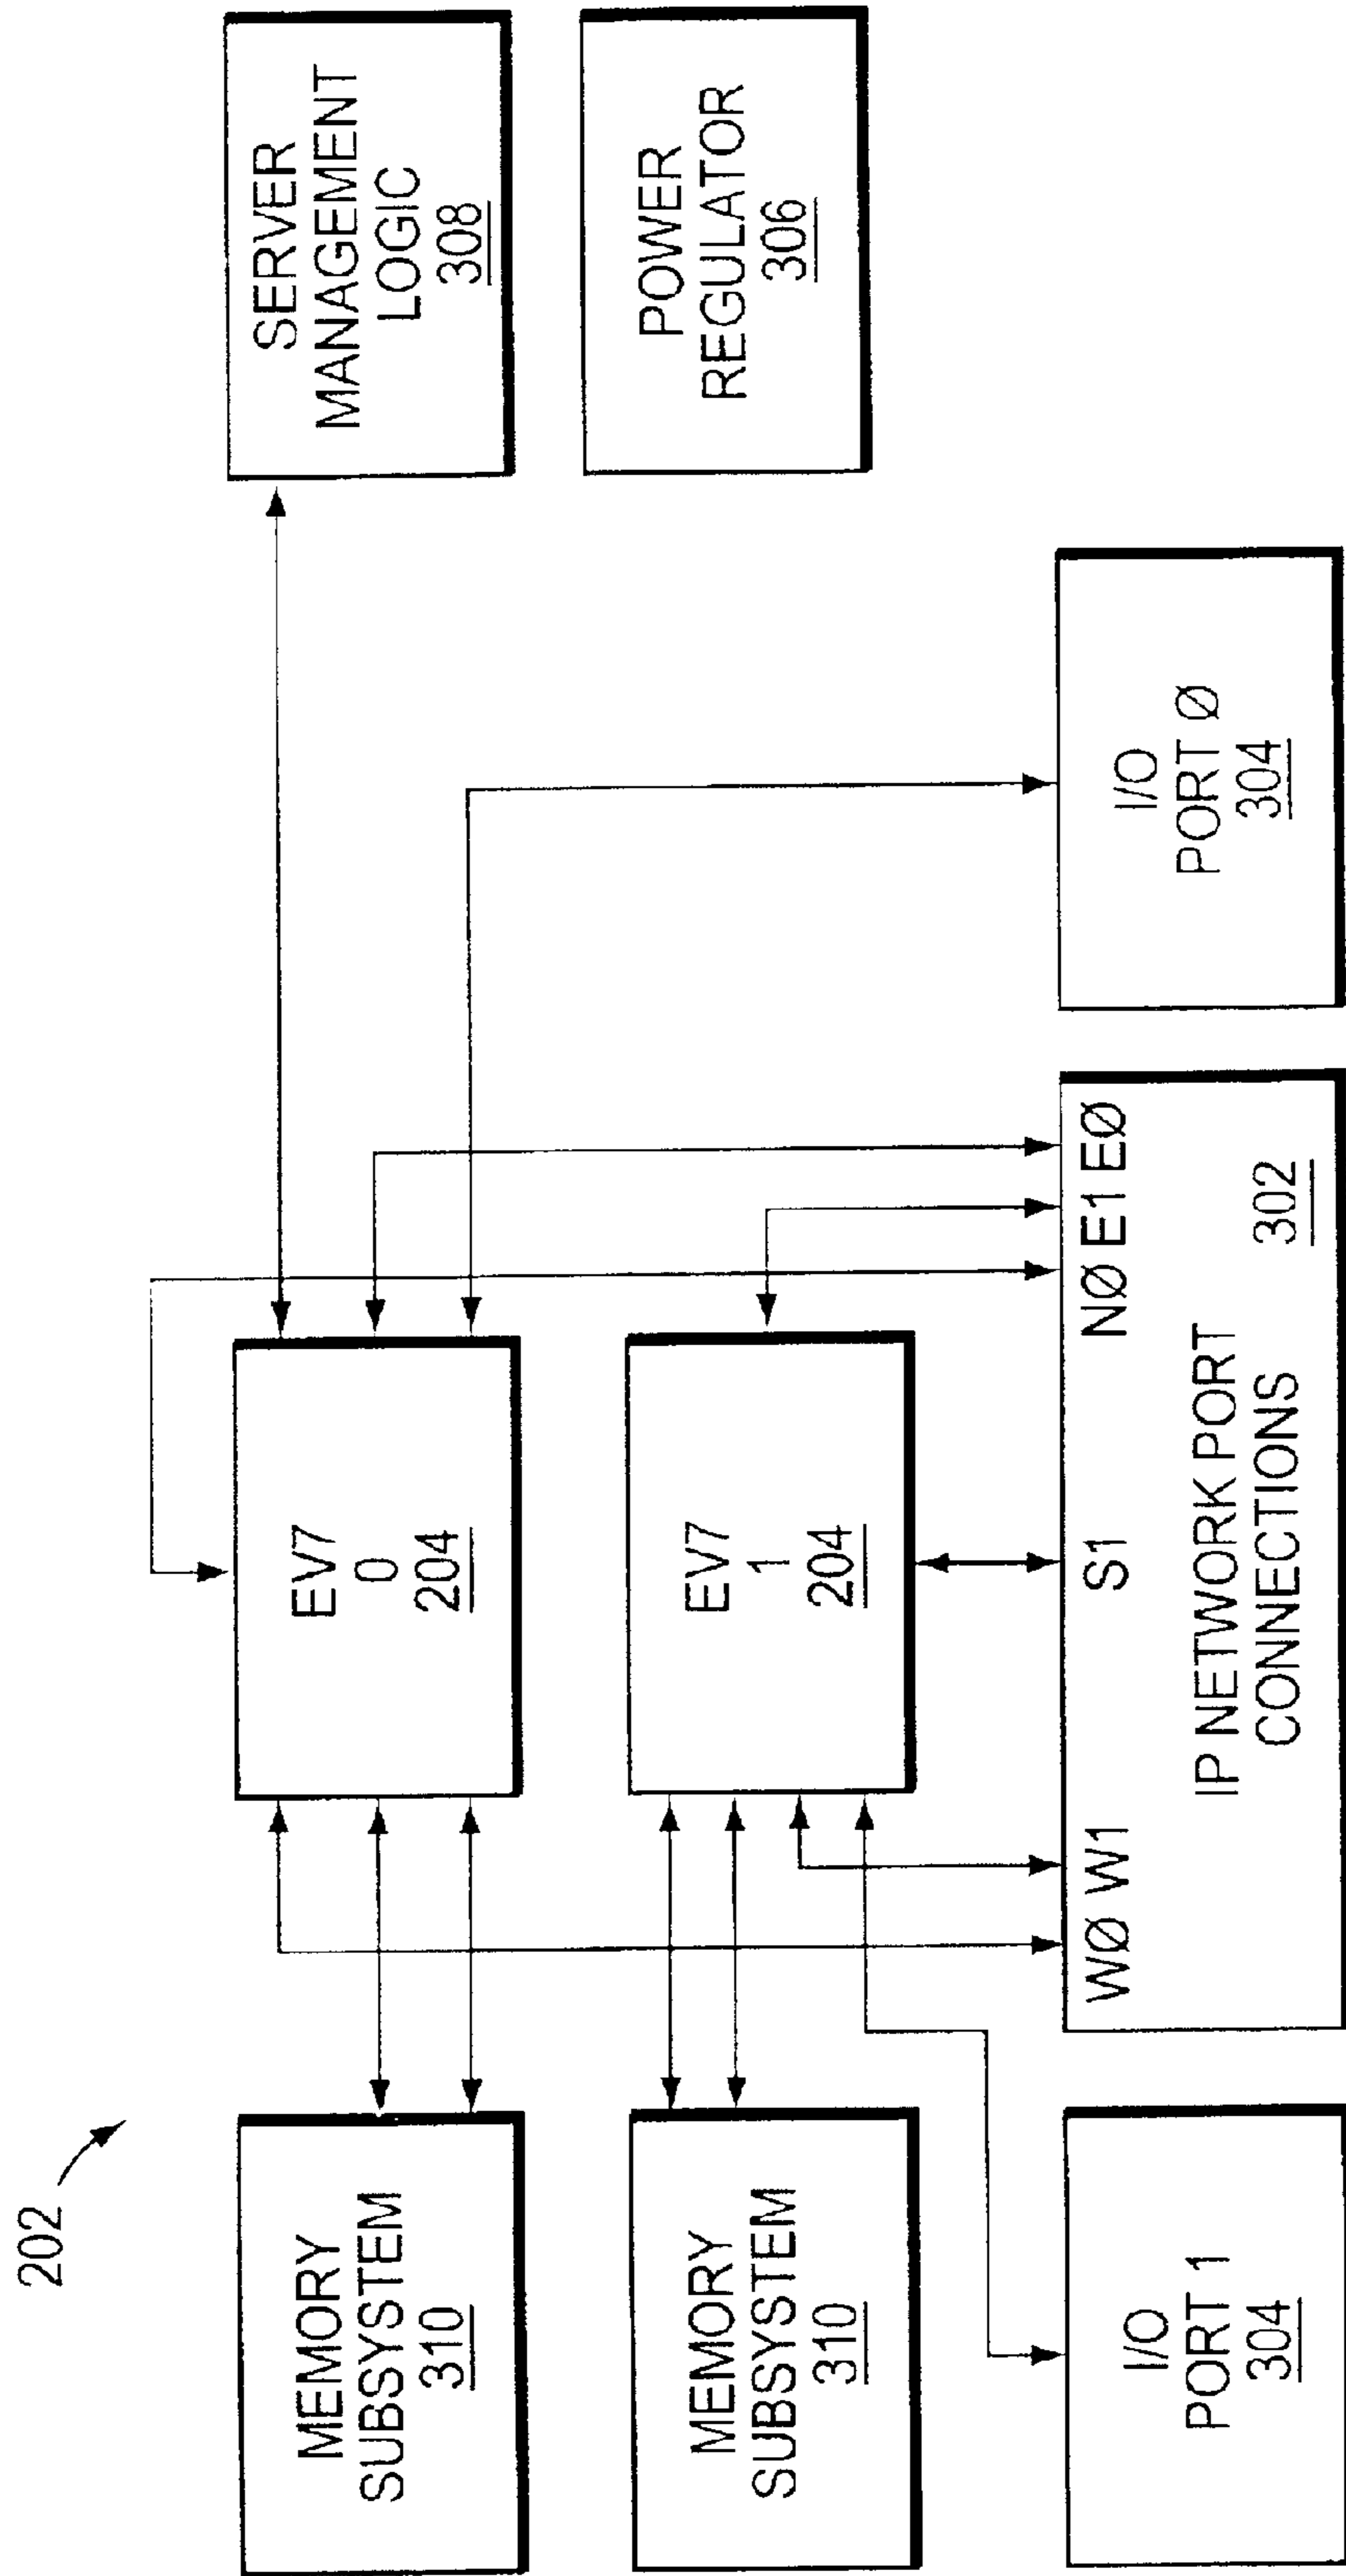 202
MEMORY
SUBSYSTEM
310
EV7
0
204
SERVER
MANAGEMENT
LOGIC
308
MEMORY
SUBSYSTEM
310
EV7
1
204
POWER
REGULATOR
306
I/O
PORT 1
304
WØ W1
S1
NØ E1 EØ
IP NETWORK PORT
CONNECTIONS
302
I/O
PORT Ø
304